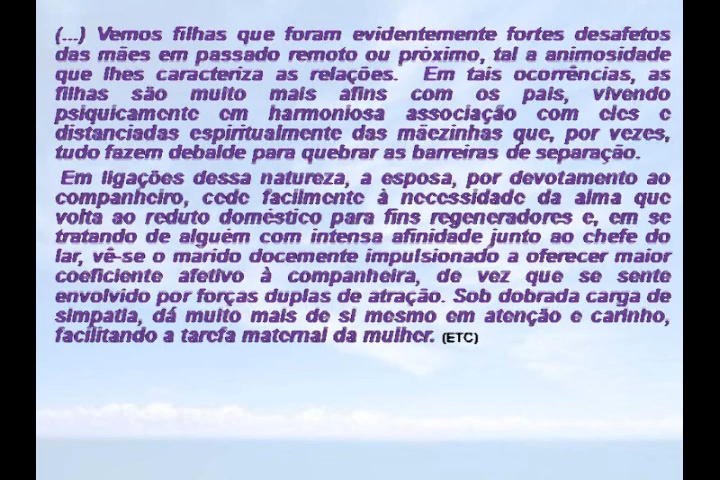 (...) Vemos filhas que foram evidentemente fortes desafetos
das mães em passado remoto ou próximo, tal a animosidade
que lhes caracteriza as relações. Em tais ocorrências, as
filhas são muito mais afins com os pais, vivendo
psiquicamente em harmoniosa associação com eles e
distanciadas espiritualmente das mãezinhas que, por vezes,
tudo fazem debalde para quebrar as barreiras de separação.
Em ligações dessa natureza, a esposa, por devotamento ao
companheiro, cede facilmente à necessidade da alma que
volta ao reduto doméstico para fins regeneradores e, em se
tratando de alguém com intensa afinidade junto ao chefe do
lar, vê-se o marido docemente impulsionado a oferecer maior
coeficiente afetivo à companheira, de vez que se sente
envolvido por forças duplas de atração. Sob dobrada carga de
simpatia, dá muito mais de si mesmo em atenção e carinho,
facilitando a tarefa maternal da mulher. (ETC)